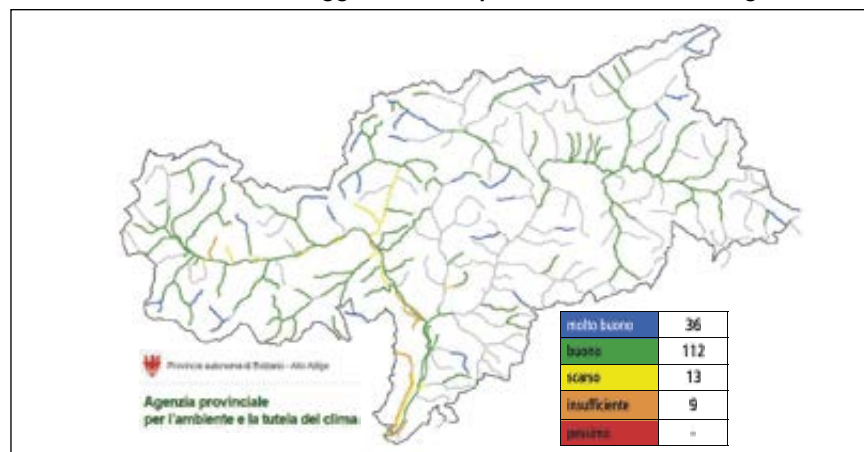 Provincia autonoma di Bolzano - Alto Adige
Agenzia provinciale
per l'ambiente e la tutela del clima
molto buono 36
buono 112
scarso 13
insufficiente 9
pessimo -